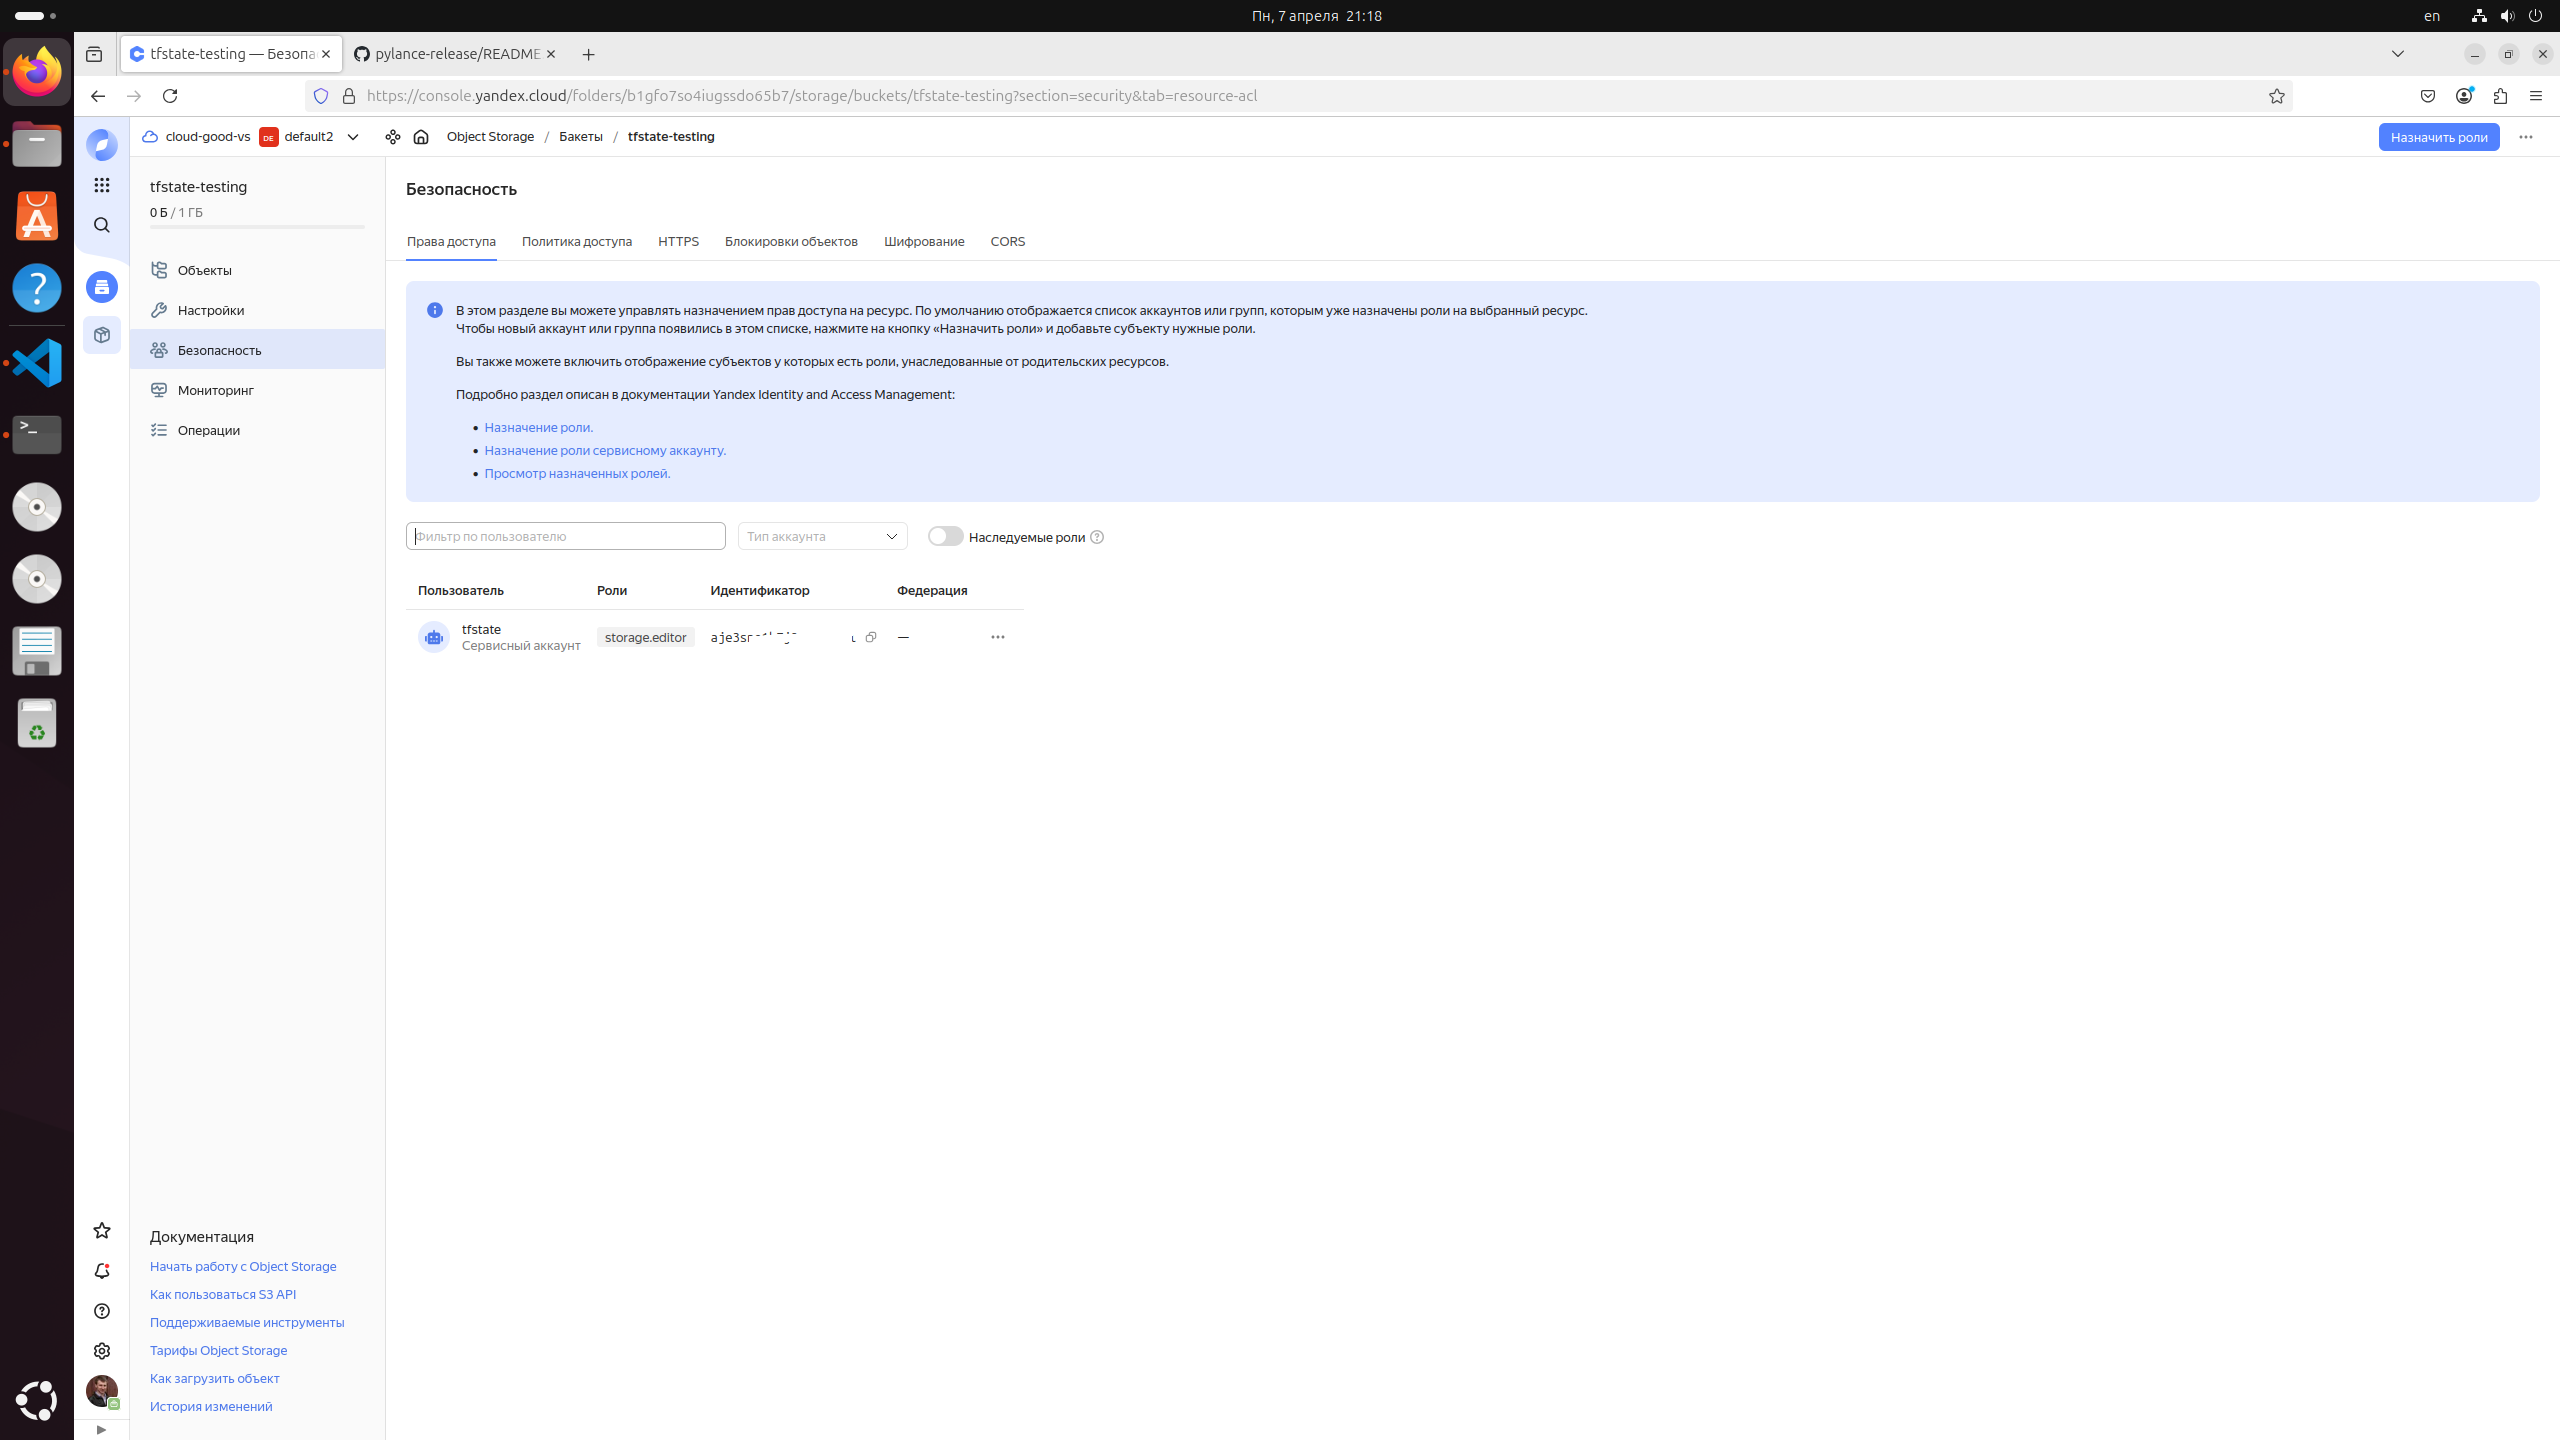 Пн, 7 апреля 21:18
en
tfstate-testing — Безопа
pylance-release/README
https://console.yandex.cloud/folders/b1gfo7so4iugssdo65b7/storage/buckets/tfstate-testing?section=security&tab=resource-acl
cloud-good-vs DE default2
Object Storage / Бакеты / tfstate-testing
Назначить роли
tfstate-testing
0 Б / 1 ГБ
Объекты
Настройки
Безопасность
Мониторинг
Операции
Безопасность
Права доступа Политика доступа HTTPS Блокировки объектов Шифрование CORS
В этом разделе вы можете управлять назначением прав доступа на ресурс. По умолчанию отображается список аккаунтов или групп, которым уже назначены роли на выбранный ресурс.
Чтобы новый аккаунт или группа появились в этом списке, нажмите на кнопку «Назначить роли» и добавьте субъекту нужные роли.
Вы также можете включить отображение субъектов у которых есть роли, унаследованные от родительских ресурсов.
Подробно раздел описан в документации Yandex Identity and Access Management:
• Назначение роли.
• Назначение роли сервисному аккаунту.
• Просмотр назначенных ролей.
Фильтр по пользователю
Тип аккаунта
Наследуемые роли
Пользователь Роли Идентификатор Федерация
tfstate
Сервисный аккаунт
storage.editor
—
Документация
Начать работу с Object Storage
Как пользоваться S3 API
Поддерживаемые инструменты
Тарифы Object Storage
Как загрузить объект
История изменений